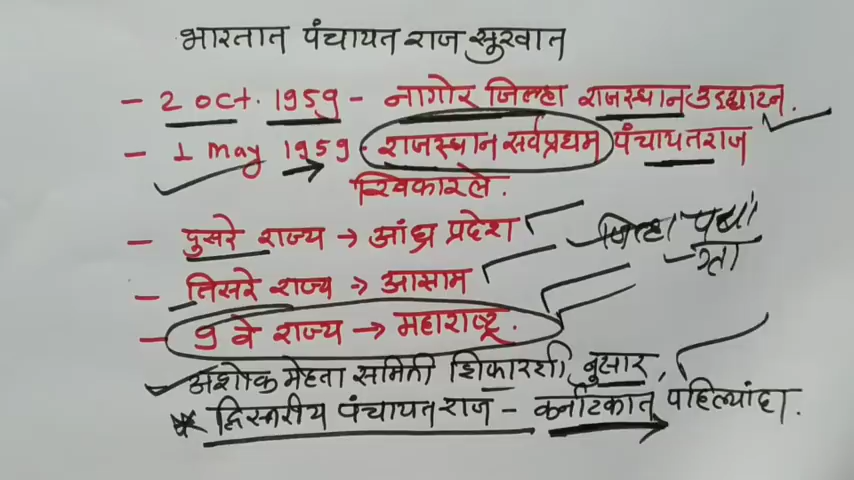 भारतात पंचायत राज सुरवात
- 2 oct. 1959 - नागोर जिल्हा राजस्थान उद्घाटन.
- 1 may 1959. राजस्थान सर्वप्रथम पंचायतराज
स्विकारले.
- दुसरे राज्य → आंध्र प्रदेश
- तिसरे राज्य → आसाम
- 9 वे राज्य → महाराष्ट्र.
जिल्हा
अशोक मेहता समिती शिफारशी नुसार,
* द्विस्तरीय पंचायतराज - कर्नाटकात पहिल्यांदा.